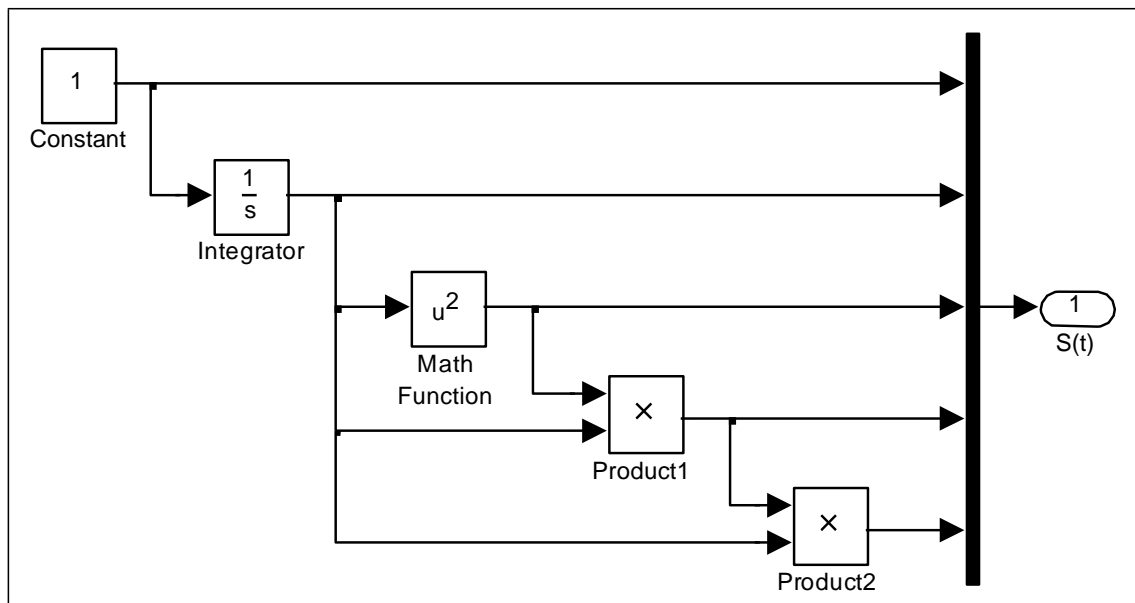 1
Constant
1
s
Integrator
u2
Math
Function
×
Product1
×
Product2
1
S(t)